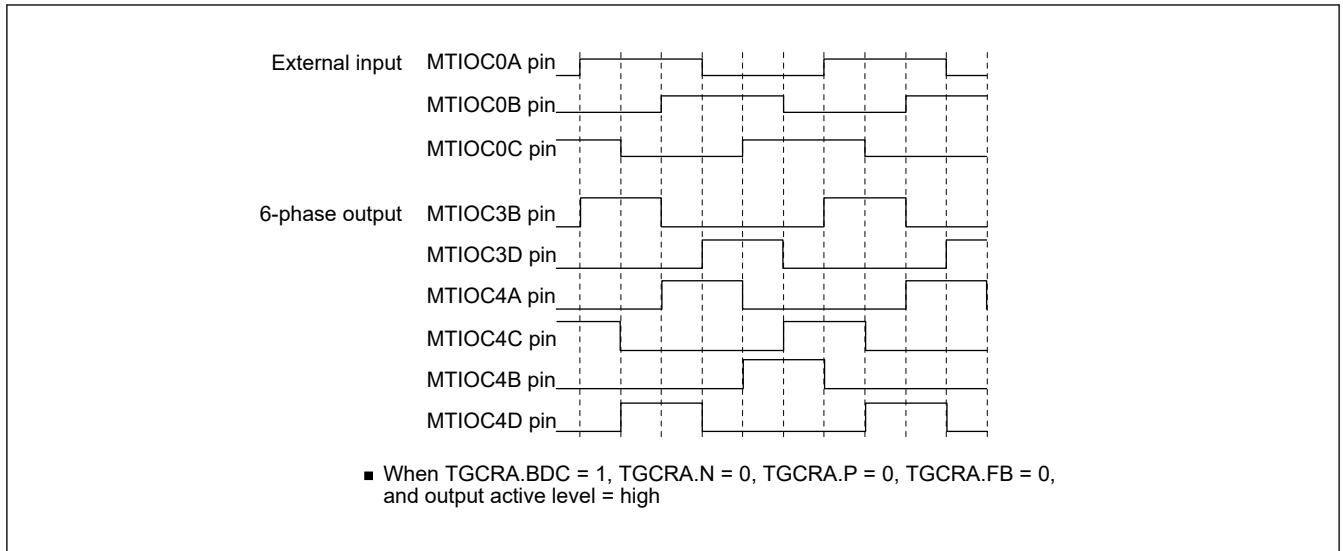 External input MTIOC0A pin
MTIOC0B pin
MTIOC0C pin
6-phase output MTIOC3B pin
MTIOC3D pin
MTIOC4A pin
MTIOC4C pin
MTIOC4B pin
MTIOC4D pin
■ When TGCRA.BDC = 1, TGCRA.N = 0, TGCRA.P = 0, TGCRA.FB = 0,
and output active level = high